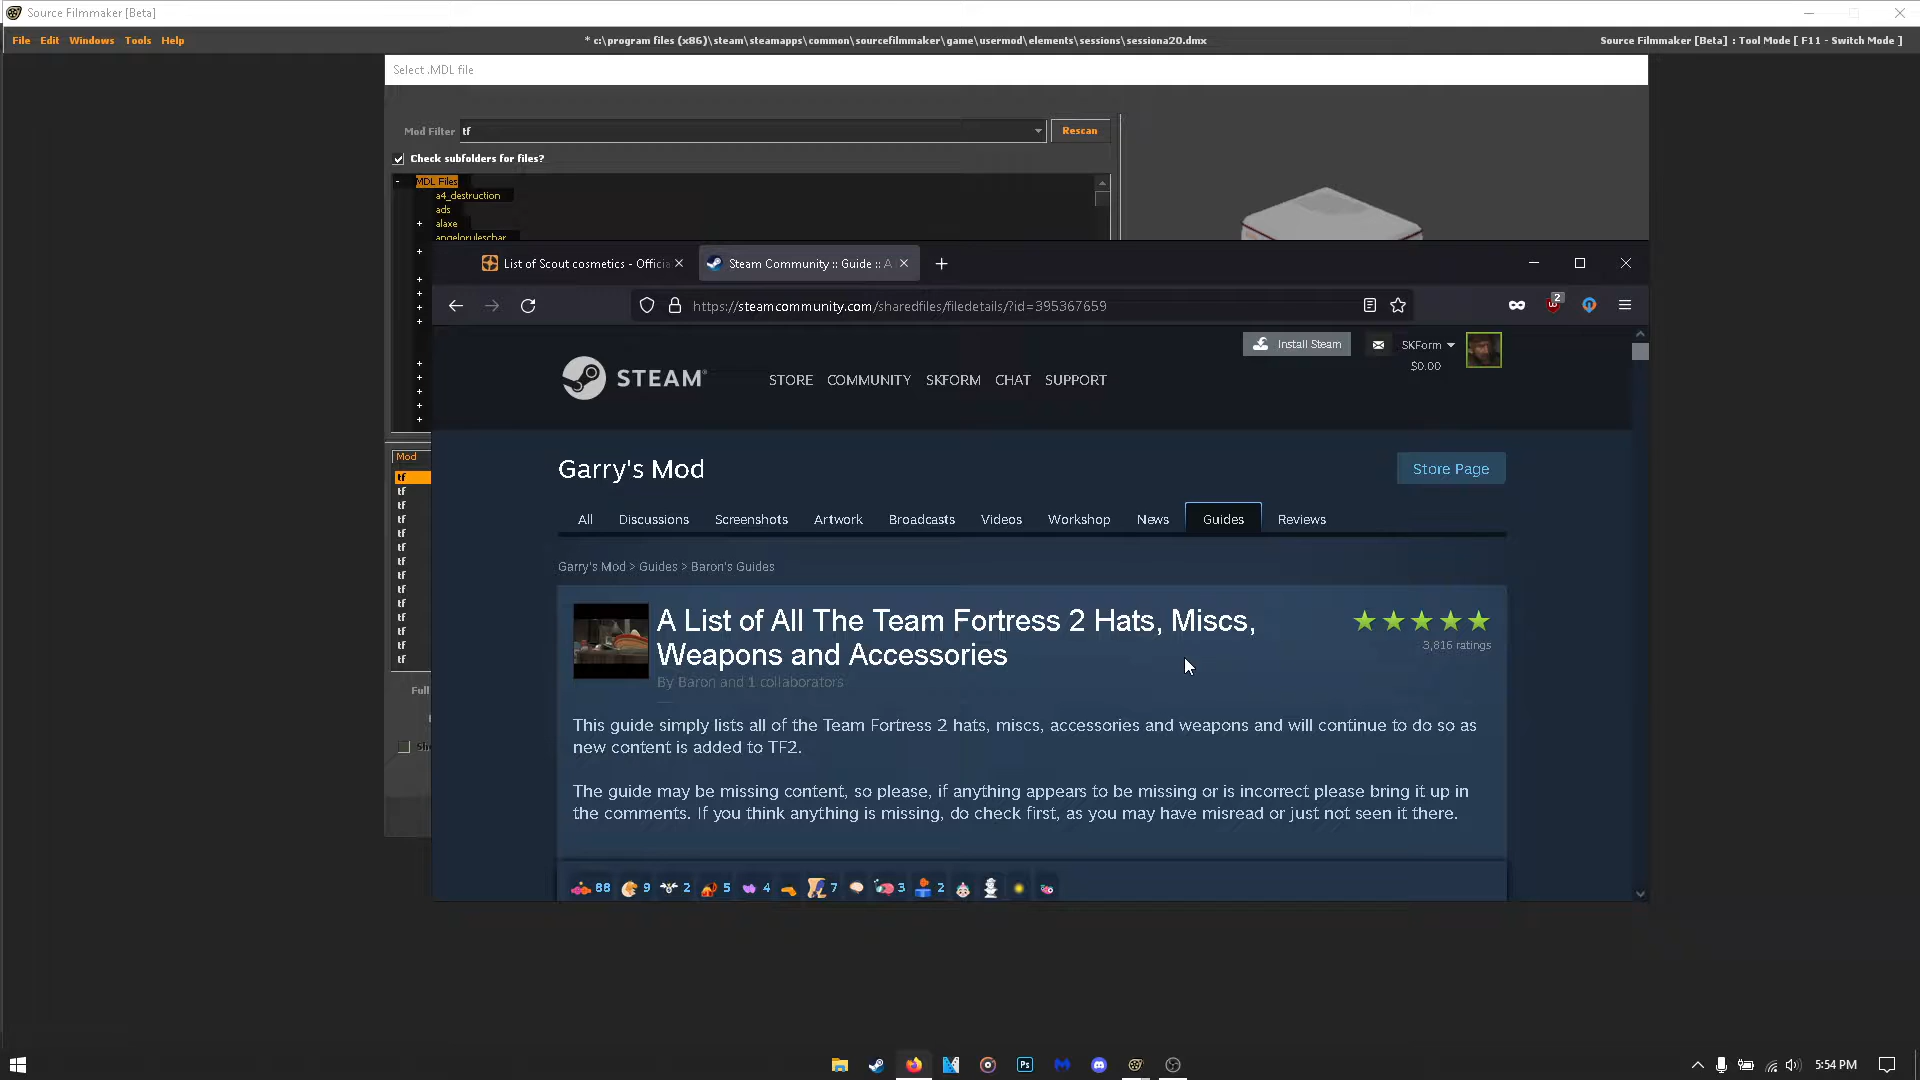 Source Filmmaker [Beta]
File Edit Windows Tools Help
* c:\program files (x86)\steam\steamapps\common\sourcefilmmaker\game\usermod\elements\sessions\sessiona20.dmx
Source Filmmaker [Beta] : Tool Mode [ F11 - Switch Mode ]
Select .MDL file
Mod Filter tf
Rescan
Check subfolders for files?
MDL Files
a4_destruction
ads
alaxe
angeloruleschar
List of Scout cosmetics - Officia
Steam Community :: Guide :: A
https://steamcommunity.com/sharedfiles/filedetails/?id=395367659
2
Install Steam
SKForm
$0.00
STEAM®
STORE COMMUNITY SKFORM CHAT SUPPORT
Mod
tf
tf
tf
tf
tf
tf
tf
tf
tf
tf
tf
tf
tf
tf
Full
Garry's Mod
Store Page
All Discussions Screenshots Artwork Broadcasts Videos Workshop News Guides Reviews
Garry's Mod > Guides > Baron's Guides
A List of All The Team Fortress 2 Hats, Miscs,
Weapons and Accessories
3,816 ratings
By Baron and 1 collaborators
This guide simply lists all of the Team Fortress 2 hats, miscs, accessories and weapons and will continue to do so as
new content is added to TF2.
The guide may be missing content, so please, if anything appears to be missing or is incorrect please bring it up in
the comments. If you think anything is missing, do check first, as you may have misread or just not seen it there.
88 9 2 5 4 7 3 2
Ps
5:54 PM